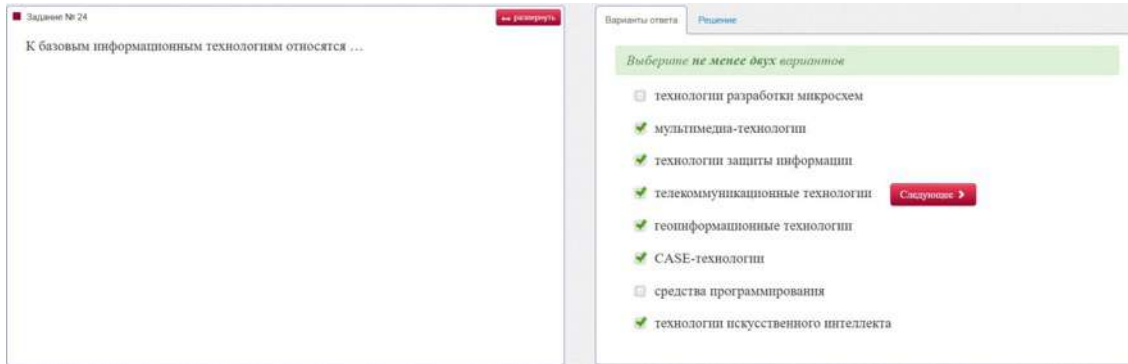 Задание № 24
развернуть
К базовым информационным технологиям относятся …
Варианты ответа
Решение
Выберите не менее двух вариантов
технологии разработки микросхем
мультимедиа-технологии
технологии защиты информации
телекоммуникационные технологии
Следующее
геоинформационные технологии
CASE-технологии
средства программирования
технологии искусственного интеллекта